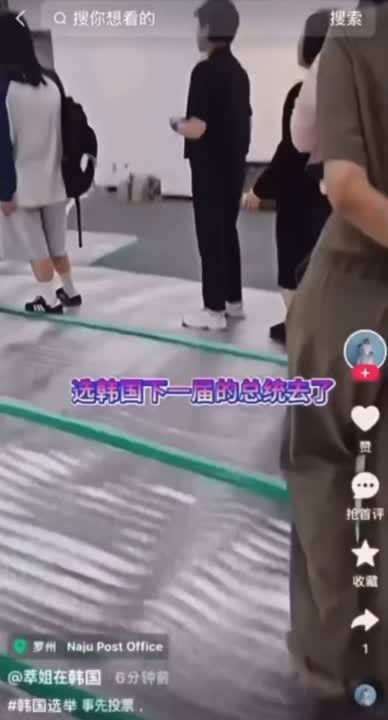 搜你想看的 搜索
选韩国下一届的总统去了
赞
抢首评
收藏
1
罗州 Naju Post Office
@萃姐在韩国 6分钟前
#韩国选举 事先投票,